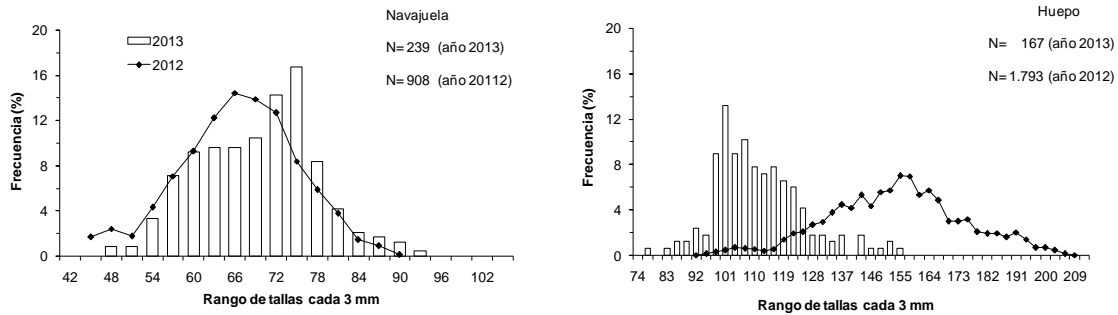 Navajuela
N= 239 (año 2013)
N= 908 (año 20112)
2013
2012
20
16
12
8
4
0
Frecuencia (%)
42 48 54 60 66 72 78 84 90 96 102
Rango de tallas cada 3 mm
Huepo
N= 167 (año 2013)
N= 1.793 (año 2012)
20
16
12
8
4
0
Frecuencia (%)
74 83 92 101 110 119 128 137 146 155 164 173 182 191 200 209
Rango de tallas cada 3 mm